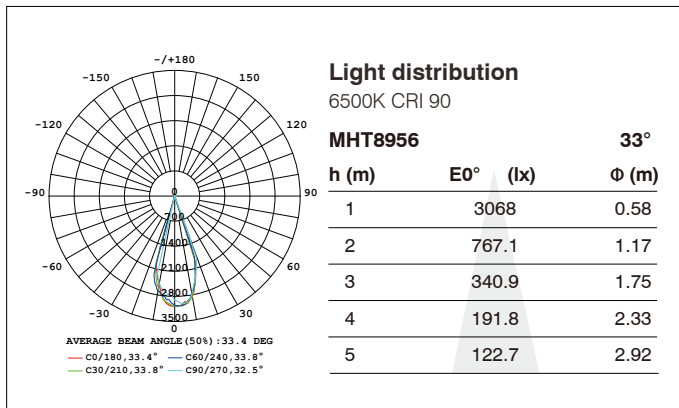 -/+180
-150 150
-120 120
-90 90
-60 60
-30 30
0
0
700
1400
2100
2800
3500
AVERAGE BEAM ANGLE(50%):33.4 DEG
C0/180,33.4° C60/240,33.8°
C30/210,33.8° C90/270,32.5°
Light distribution
6500K CRI 90
MHT8956 33°
h (m) E0° (lx) Φ (m)
1 3068 0.58
2 767.1 1.17
3 340.9 1.75
4 191.8 2.33
5 122.7 2.92